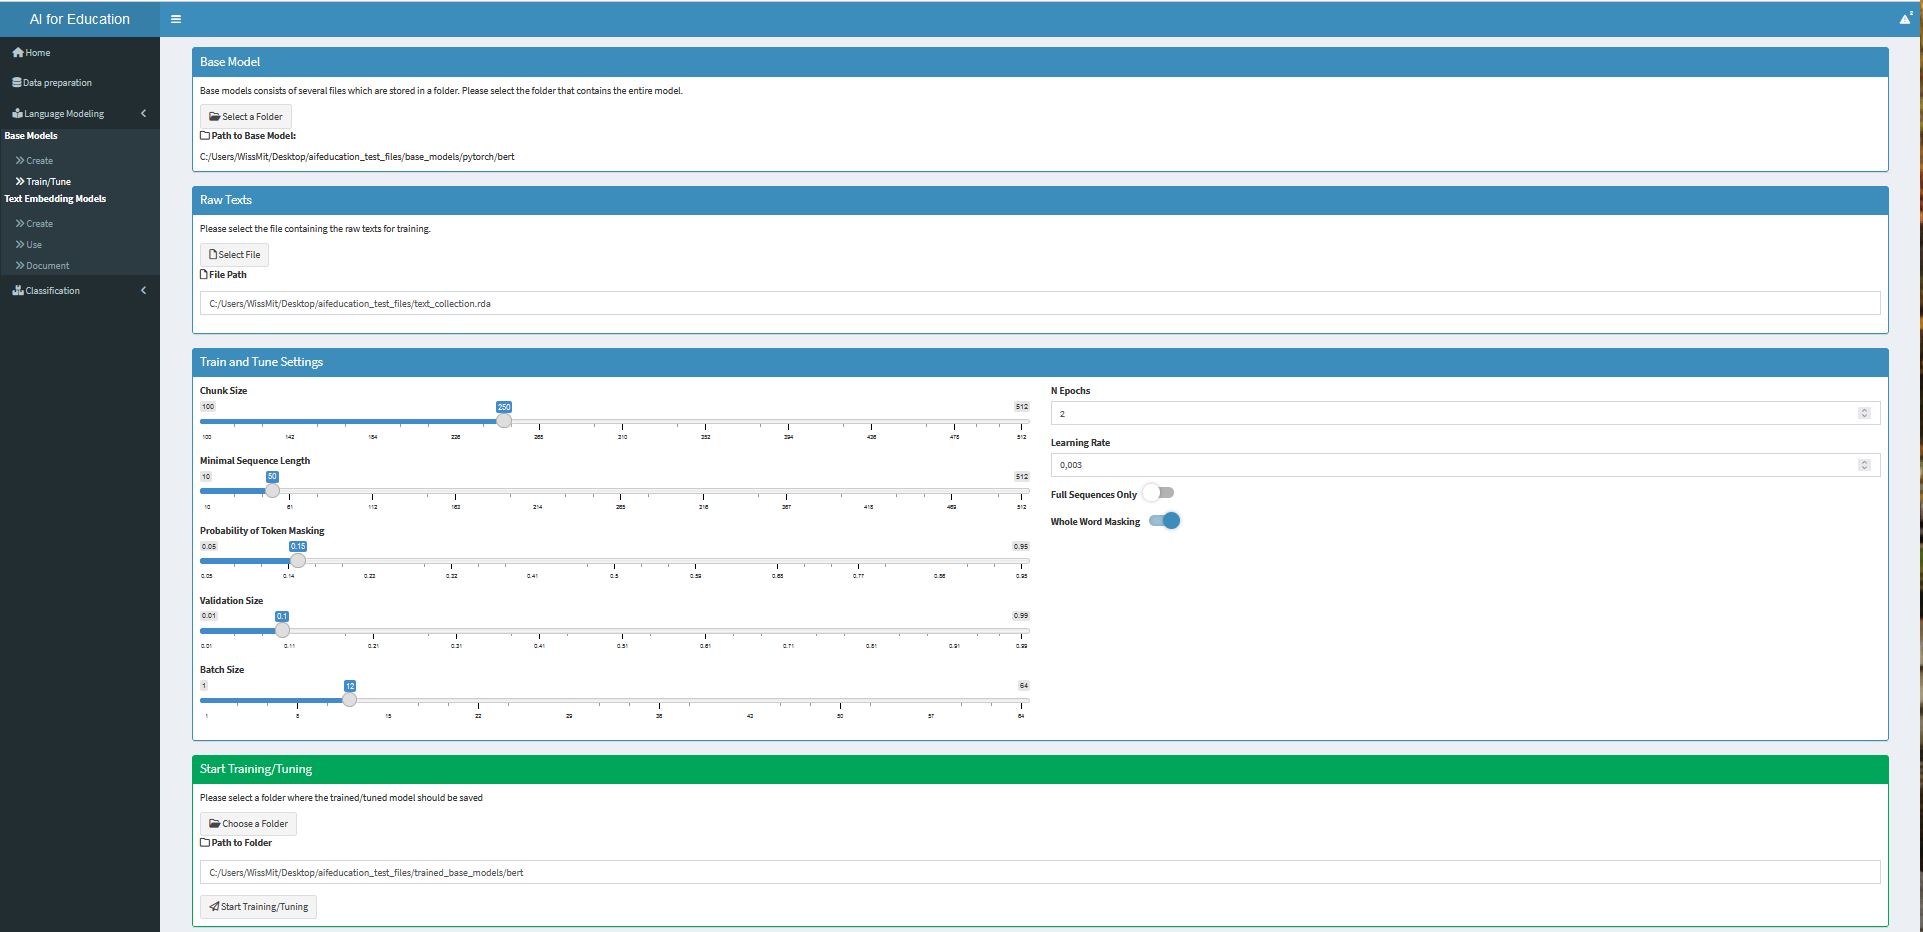 AI for Education
Home
Data preparation
Language Modeling
Base Models
Create
Train/Tune
Text Embedding Models
Create
Use
Document
Classification
Base Model
Base models consists of several files which are stored in a folder. Please select the folder that contains the entire model.
Select a Folder
Path to Base Model:
C:/Users/WissMit/Desktop/aifeducation_test_files/base_models/pytorch/bert
Raw Texts
Please select the file containing the raw texts for training.
Select File
File Path
C:/Users/WissMit/Desktop/aifeducation_test_files/text_collection.rda
Train and Tune Settings
Chunk Size
100 250 512
100 142 184 226 268 310 352 394 436 478 512
Minimal Sequence Length
10 50 512
10 61 112 163 214 265 316 367 418 469 512
Probability of Token Masking
0.05 0.15 0.95
0.05 0.14 0.23 0.32 0.41 0.5 0.59 0.68 0.77 0.86 0.95
Validation Size
0.01 0.1 0.99
0.01 0.11 0.21 0.31 0.41 0.51 0.61 0.71 0.81 0.91 0.99
Batch Size
1 12 64
1 8 15 22 29 36 43 50 57 64
N Epochs
2
Learning Rate
0,003
Full Sequences Only
Whole Word Masking
Start Training/Tuning
Please select a folder where the trained/tuned model should be saved
Choose a Folder
Path to Folder
C:/Users/WissMit/Desktop/aifeducation_test_files/trained_base_models/bert
Start Training/Tuning